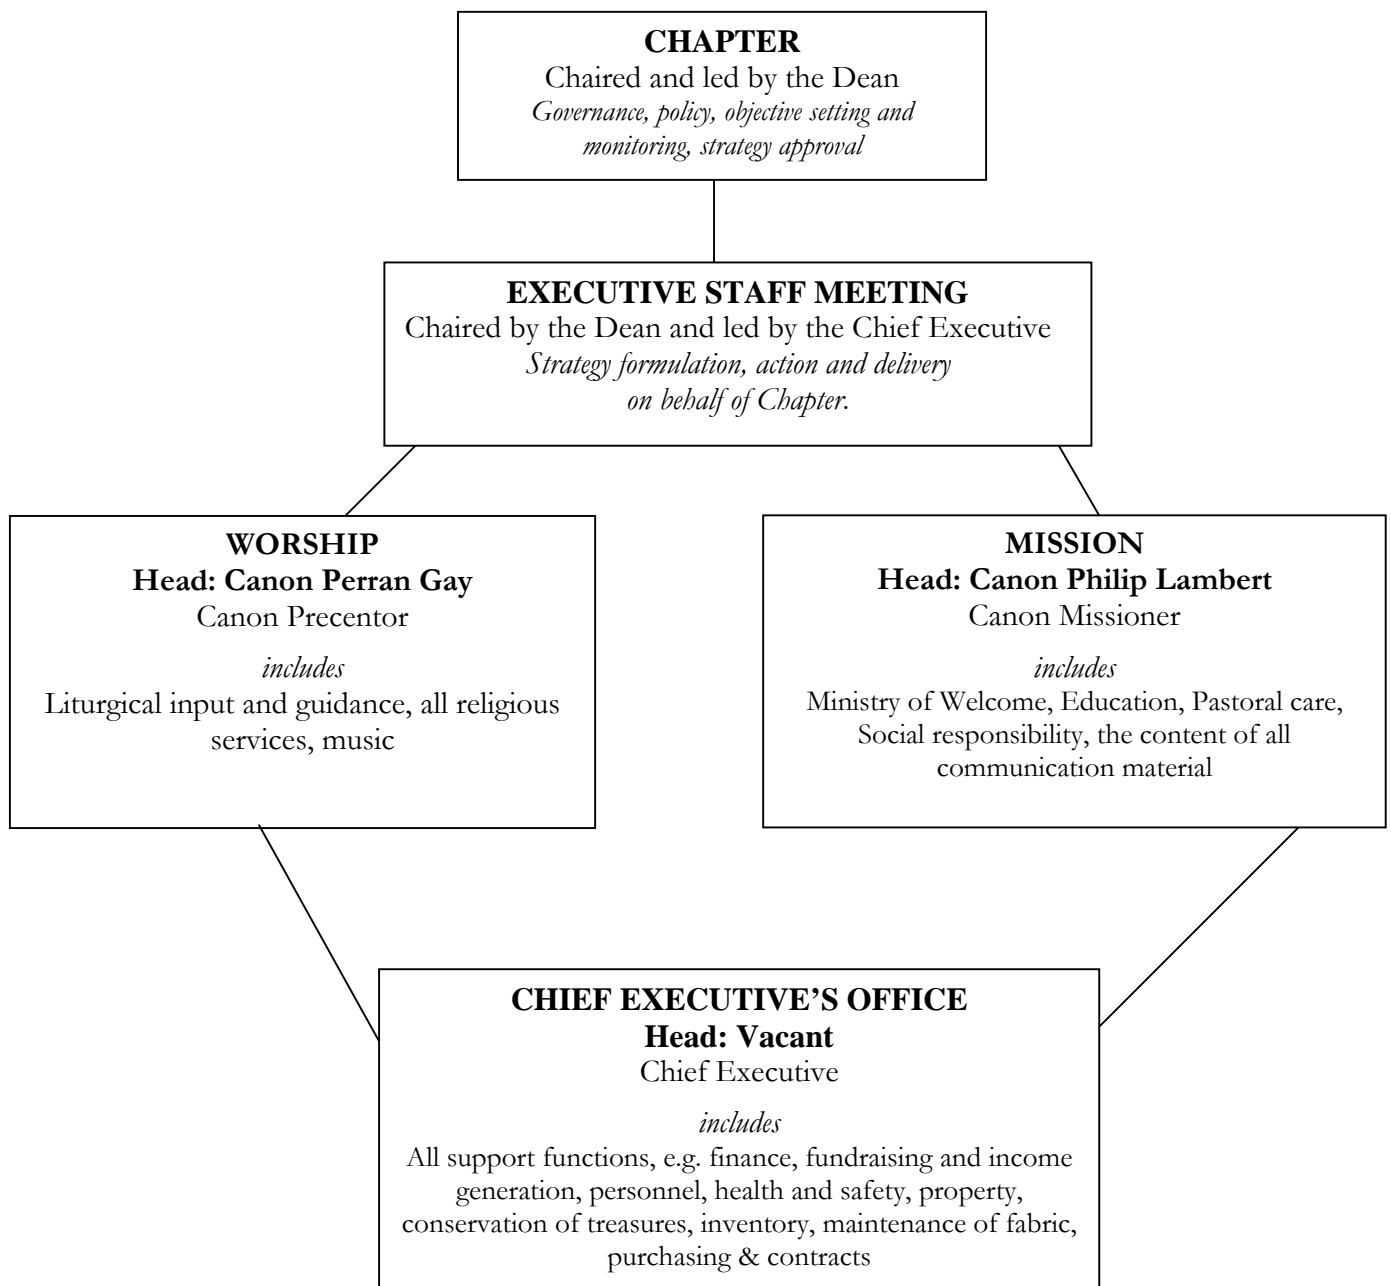 CHAPTER
Chaired and led by the Dean
Governance, policy, objective setting and
monitoring, strategy approval
EXECUTIVE STAFF MEETING
Chaired by the Dean and led by the Chief Executive
Strategy formulation, action and delivery
on behalf of Chapter.
WORSHIP
Head: Canon Perran Gay
Canon Precentor
includes
Liturgical input and guidance, all religious
services, music
MISSION
Head: Canon Philip Lambert
Canon Missioner
includes
Ministry of Welcome, Education, Pastoral care,
Social responsibility, the content of all
communication material
CHIEF EXECUTIVE’S OFFICE
Head: Vacant
Chief Executive
includes
All support functions, e.g. finance, fundraising and income
generation, personnel, health and safety, property,
conservation of treasures, inventory, maintenance of fabric,
purchasing & contracts